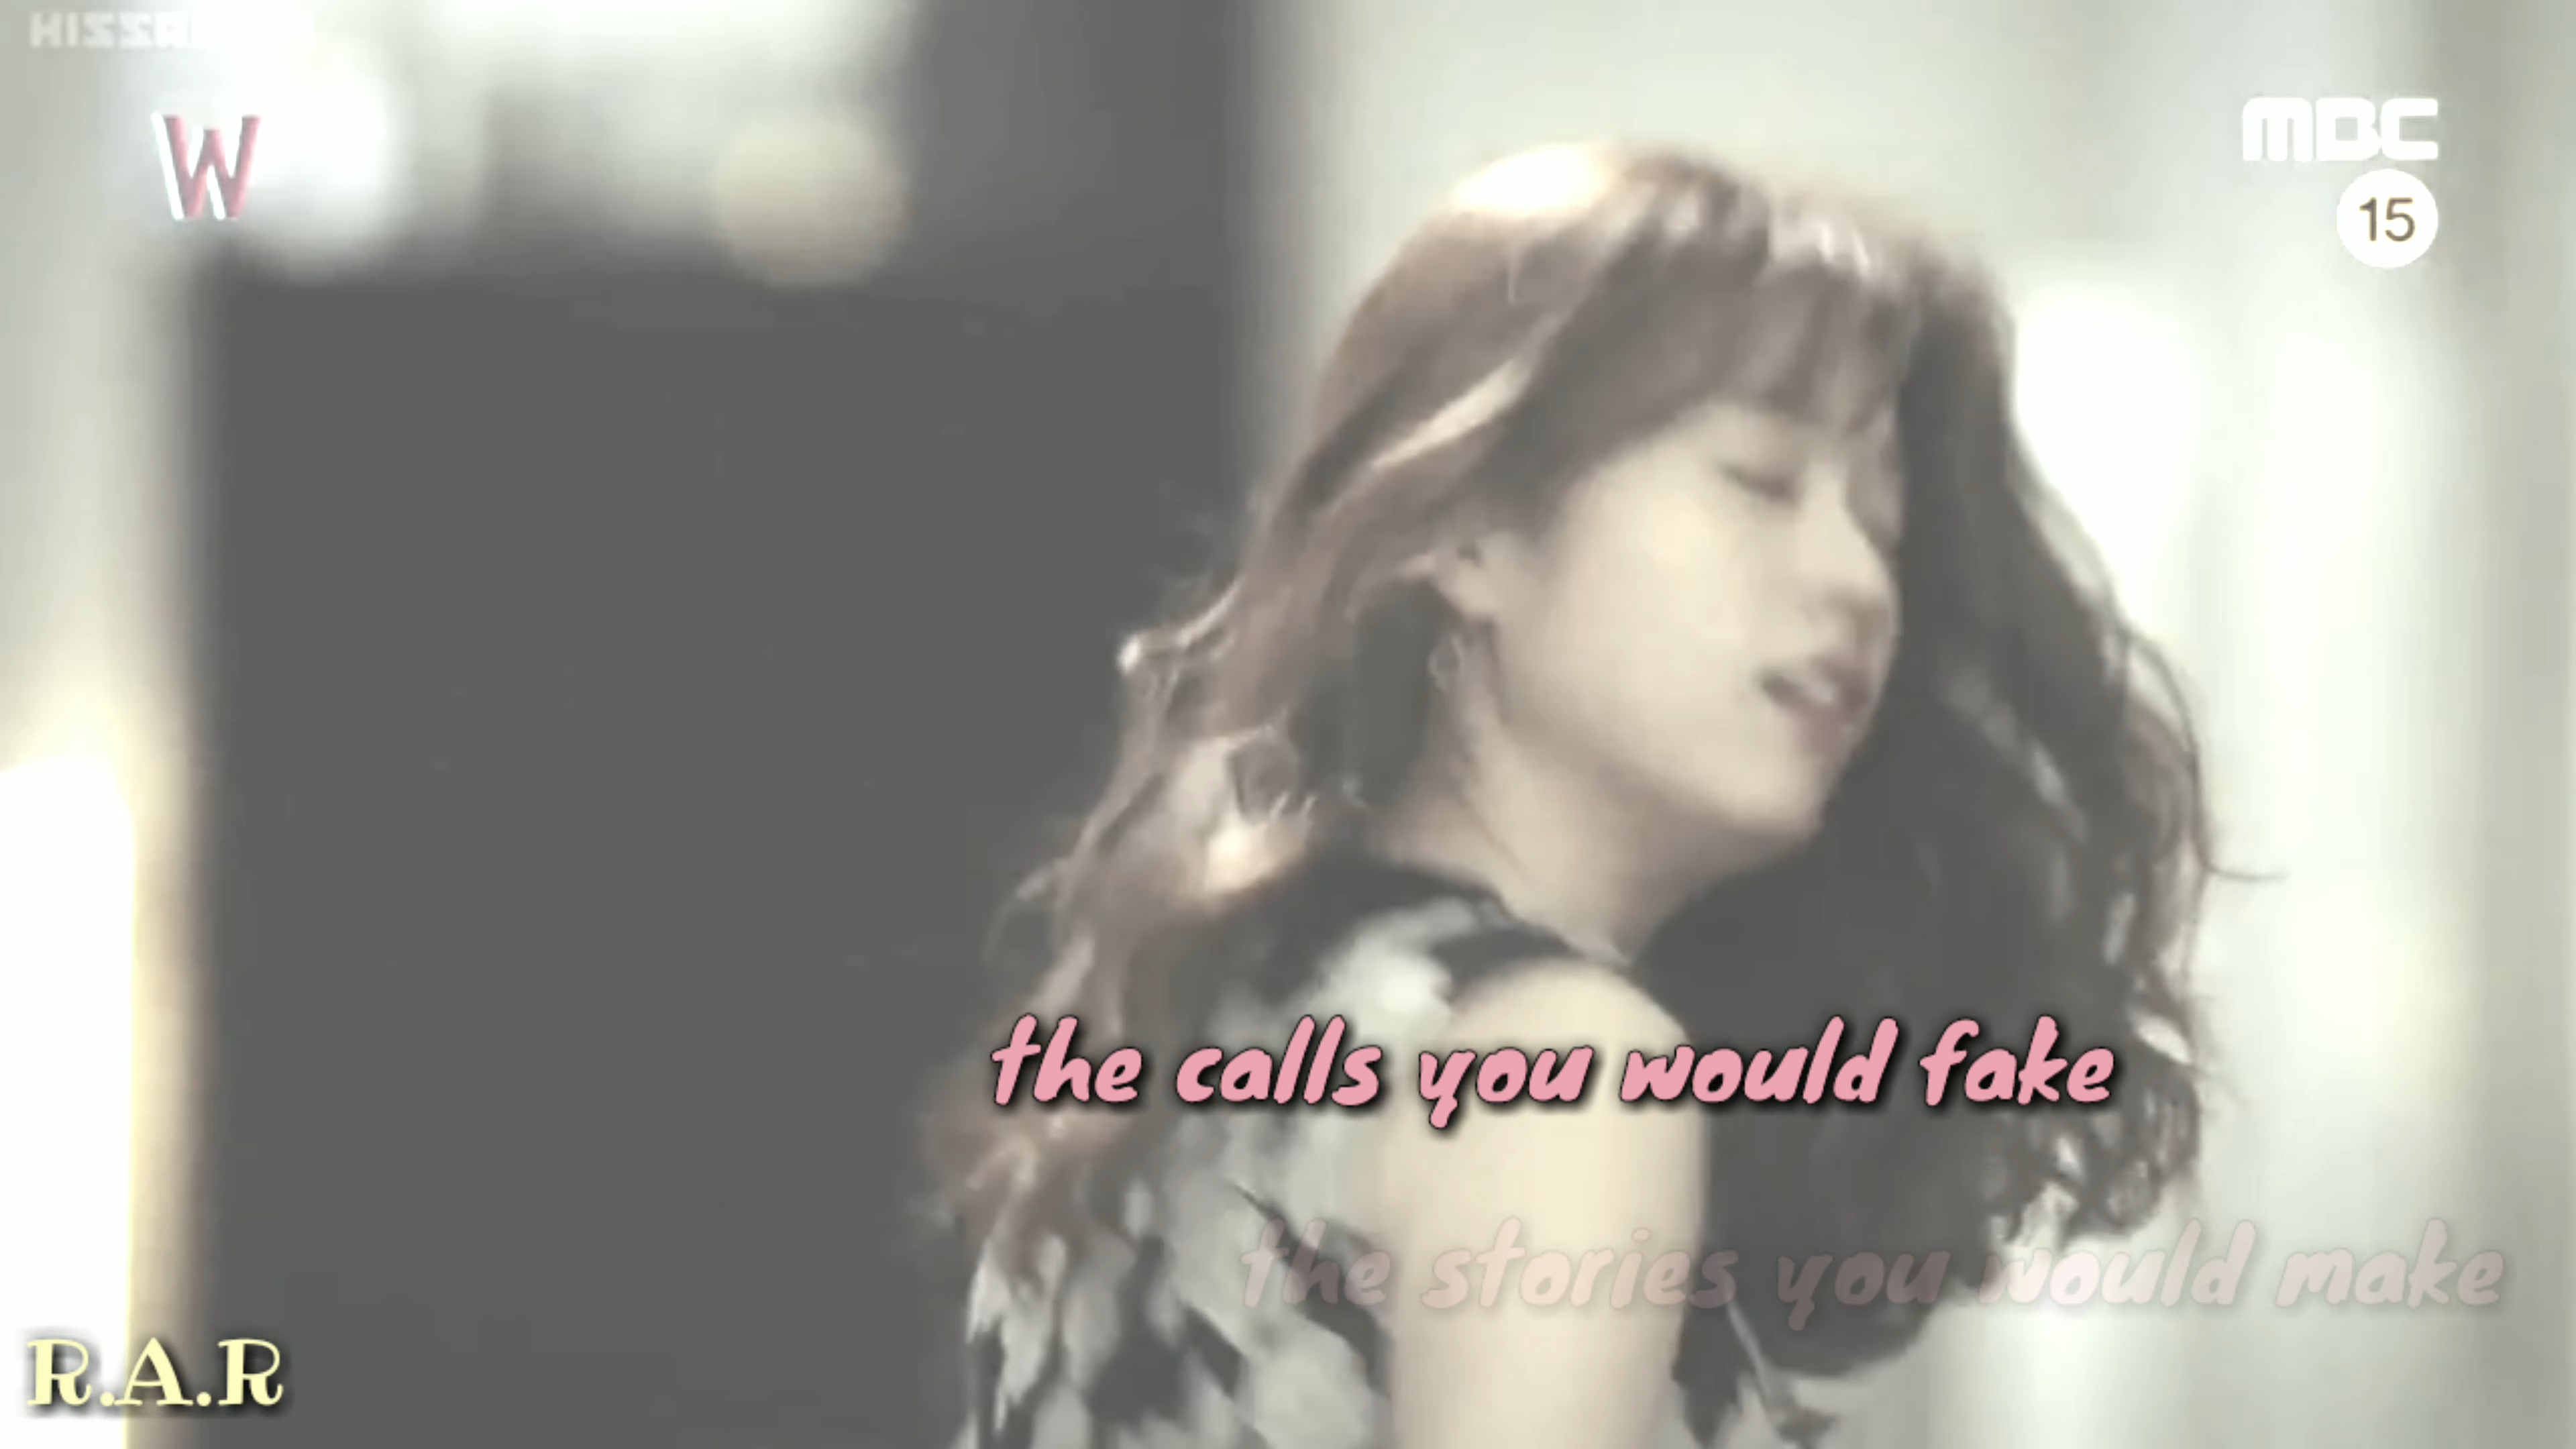 W
MBC
15
the calls you would fake
the stories you would make
R.A.R